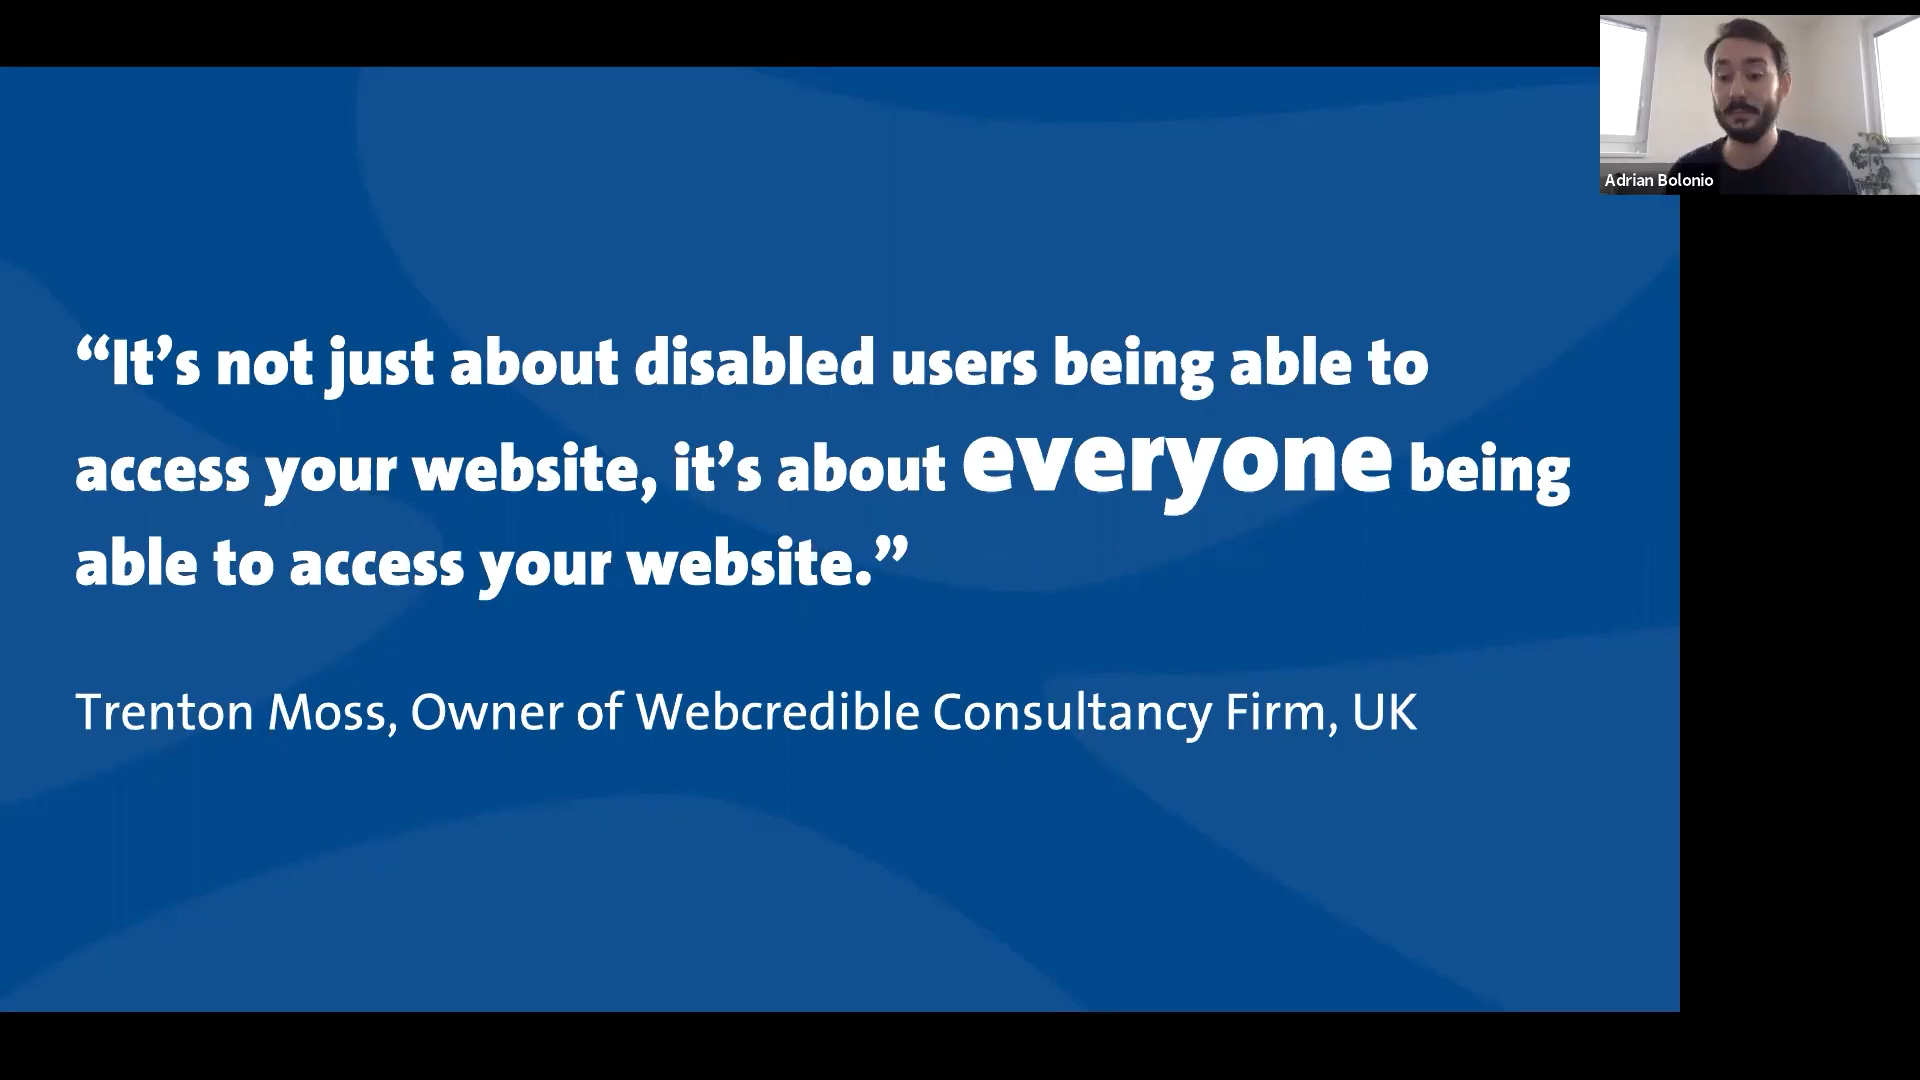 “It’s not just about disabled users being able to
access your website, it’s about everyone being
able to access your website.”
Trenton Moss, Owner of Webcredible Consultancy Firm, UK
Adrian Bolonio